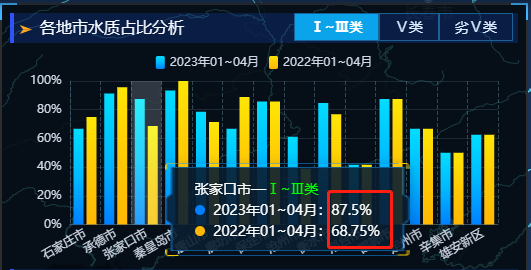 各地市水质占比分析
Ⅰ~Ⅲ类
Ⅴ类
劣Ⅴ类
2023年01~04月
2022年01~04月
100%
80%
60%
40%
20%
0%
张家口市—Ⅰ~Ⅲ类
2023年01~04月：87.5%
2022年01~04月：68.75%
石家庄市
承德市
张家口市
秦皇岛市
州市
辛集市
雄安新区